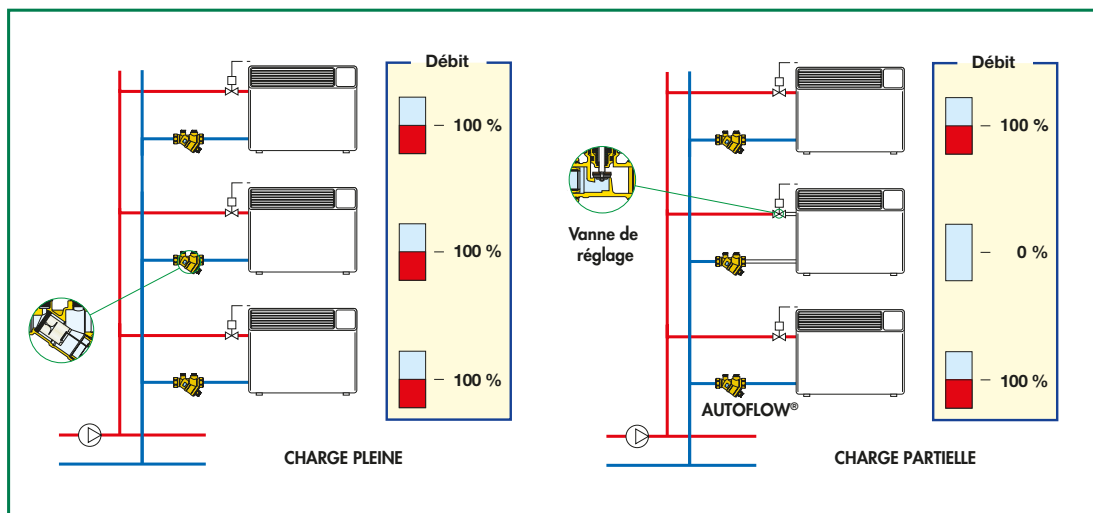 Débit
100 %
100 %
100 %
CHARGE PLEINE
Débit
100 %
Vanne de
réglage
0 %
100 %
AUTOFLOW®
CHARGE PARTIELLE